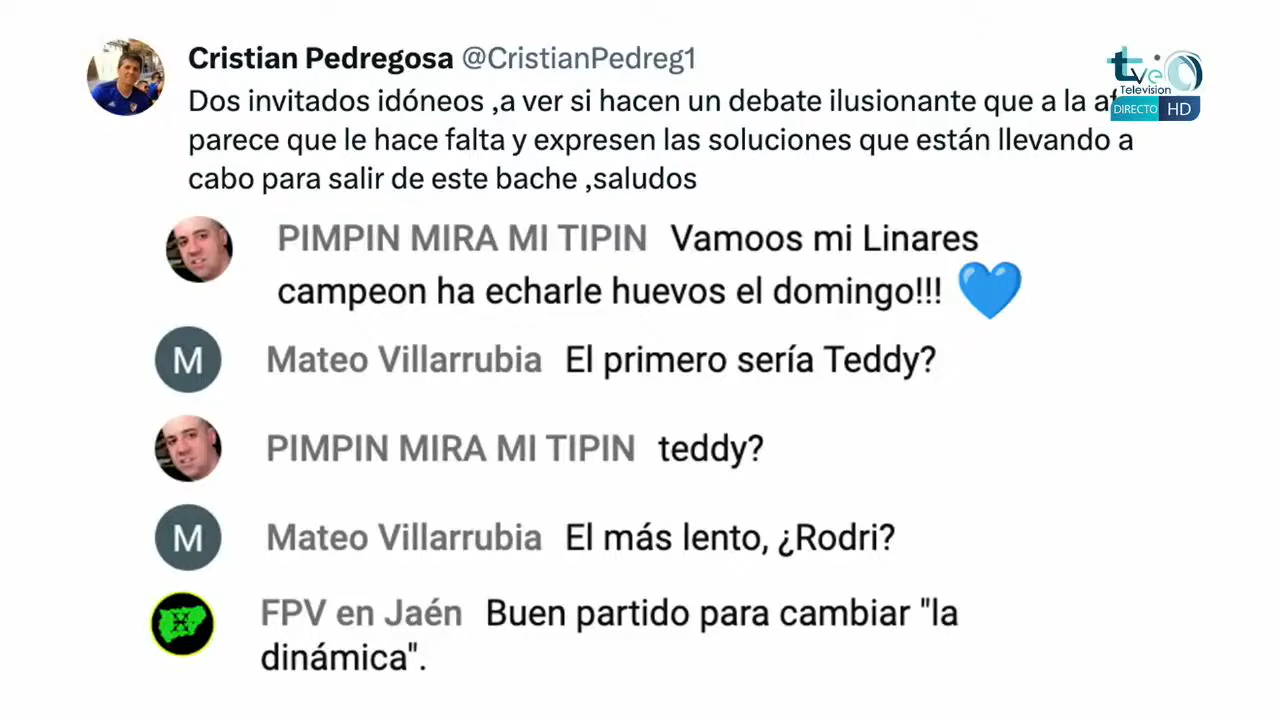 Cristian Pedregosa @CristianPedreg1
Dos invitados idóneos ,a ver si hacen un debate ilusionante que a la
parece que le hace falta y expresen las soluciones que están llevando a
cabo para salir de este bache ,saludos
PIMPIN MIRA MI TIPIN Vamoos mi Linares
campeon ha echarle huevos el domingo!!! 💙
M Mateo Villarrubia El primero sería Teddy?
PIMPIN MIRA MI TIPIN teddy?
M Mateo Villarrubia El más lento, ¿Rodri?
FPV en Jaén Buen partido para cambiar "la
dinámica".
tve
Televisión
DIRECTO HD